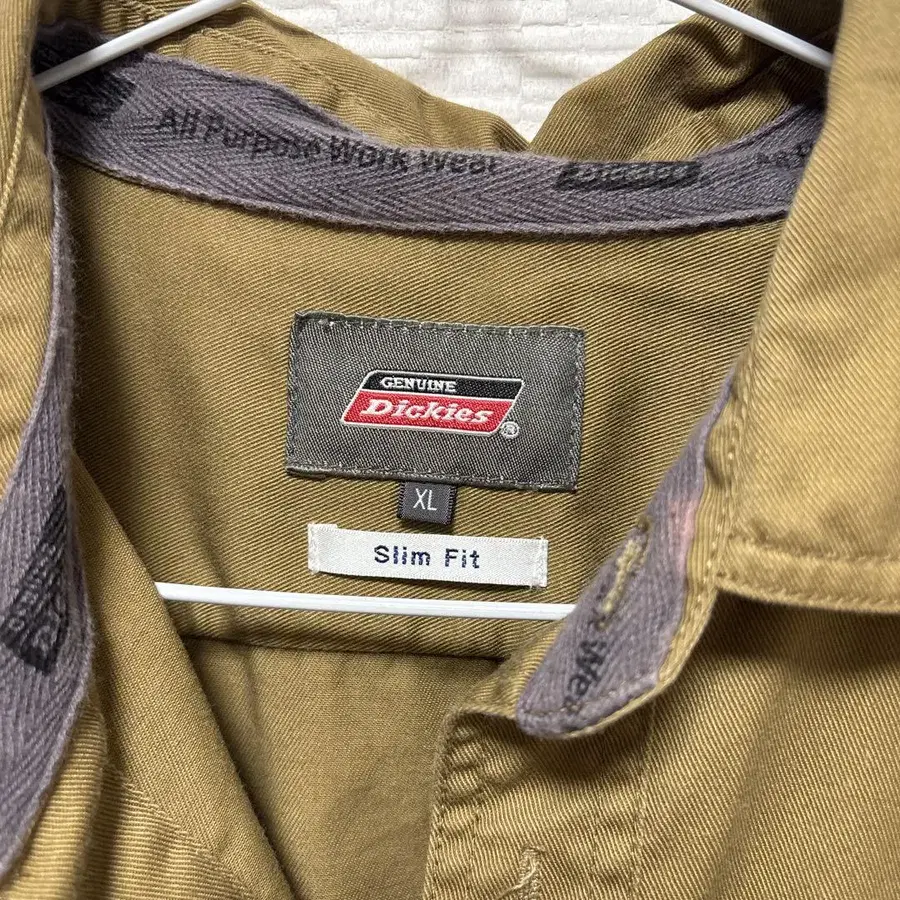 All Purpose Work Wear
GENUINE
Dickies®
XL
Slim Fit